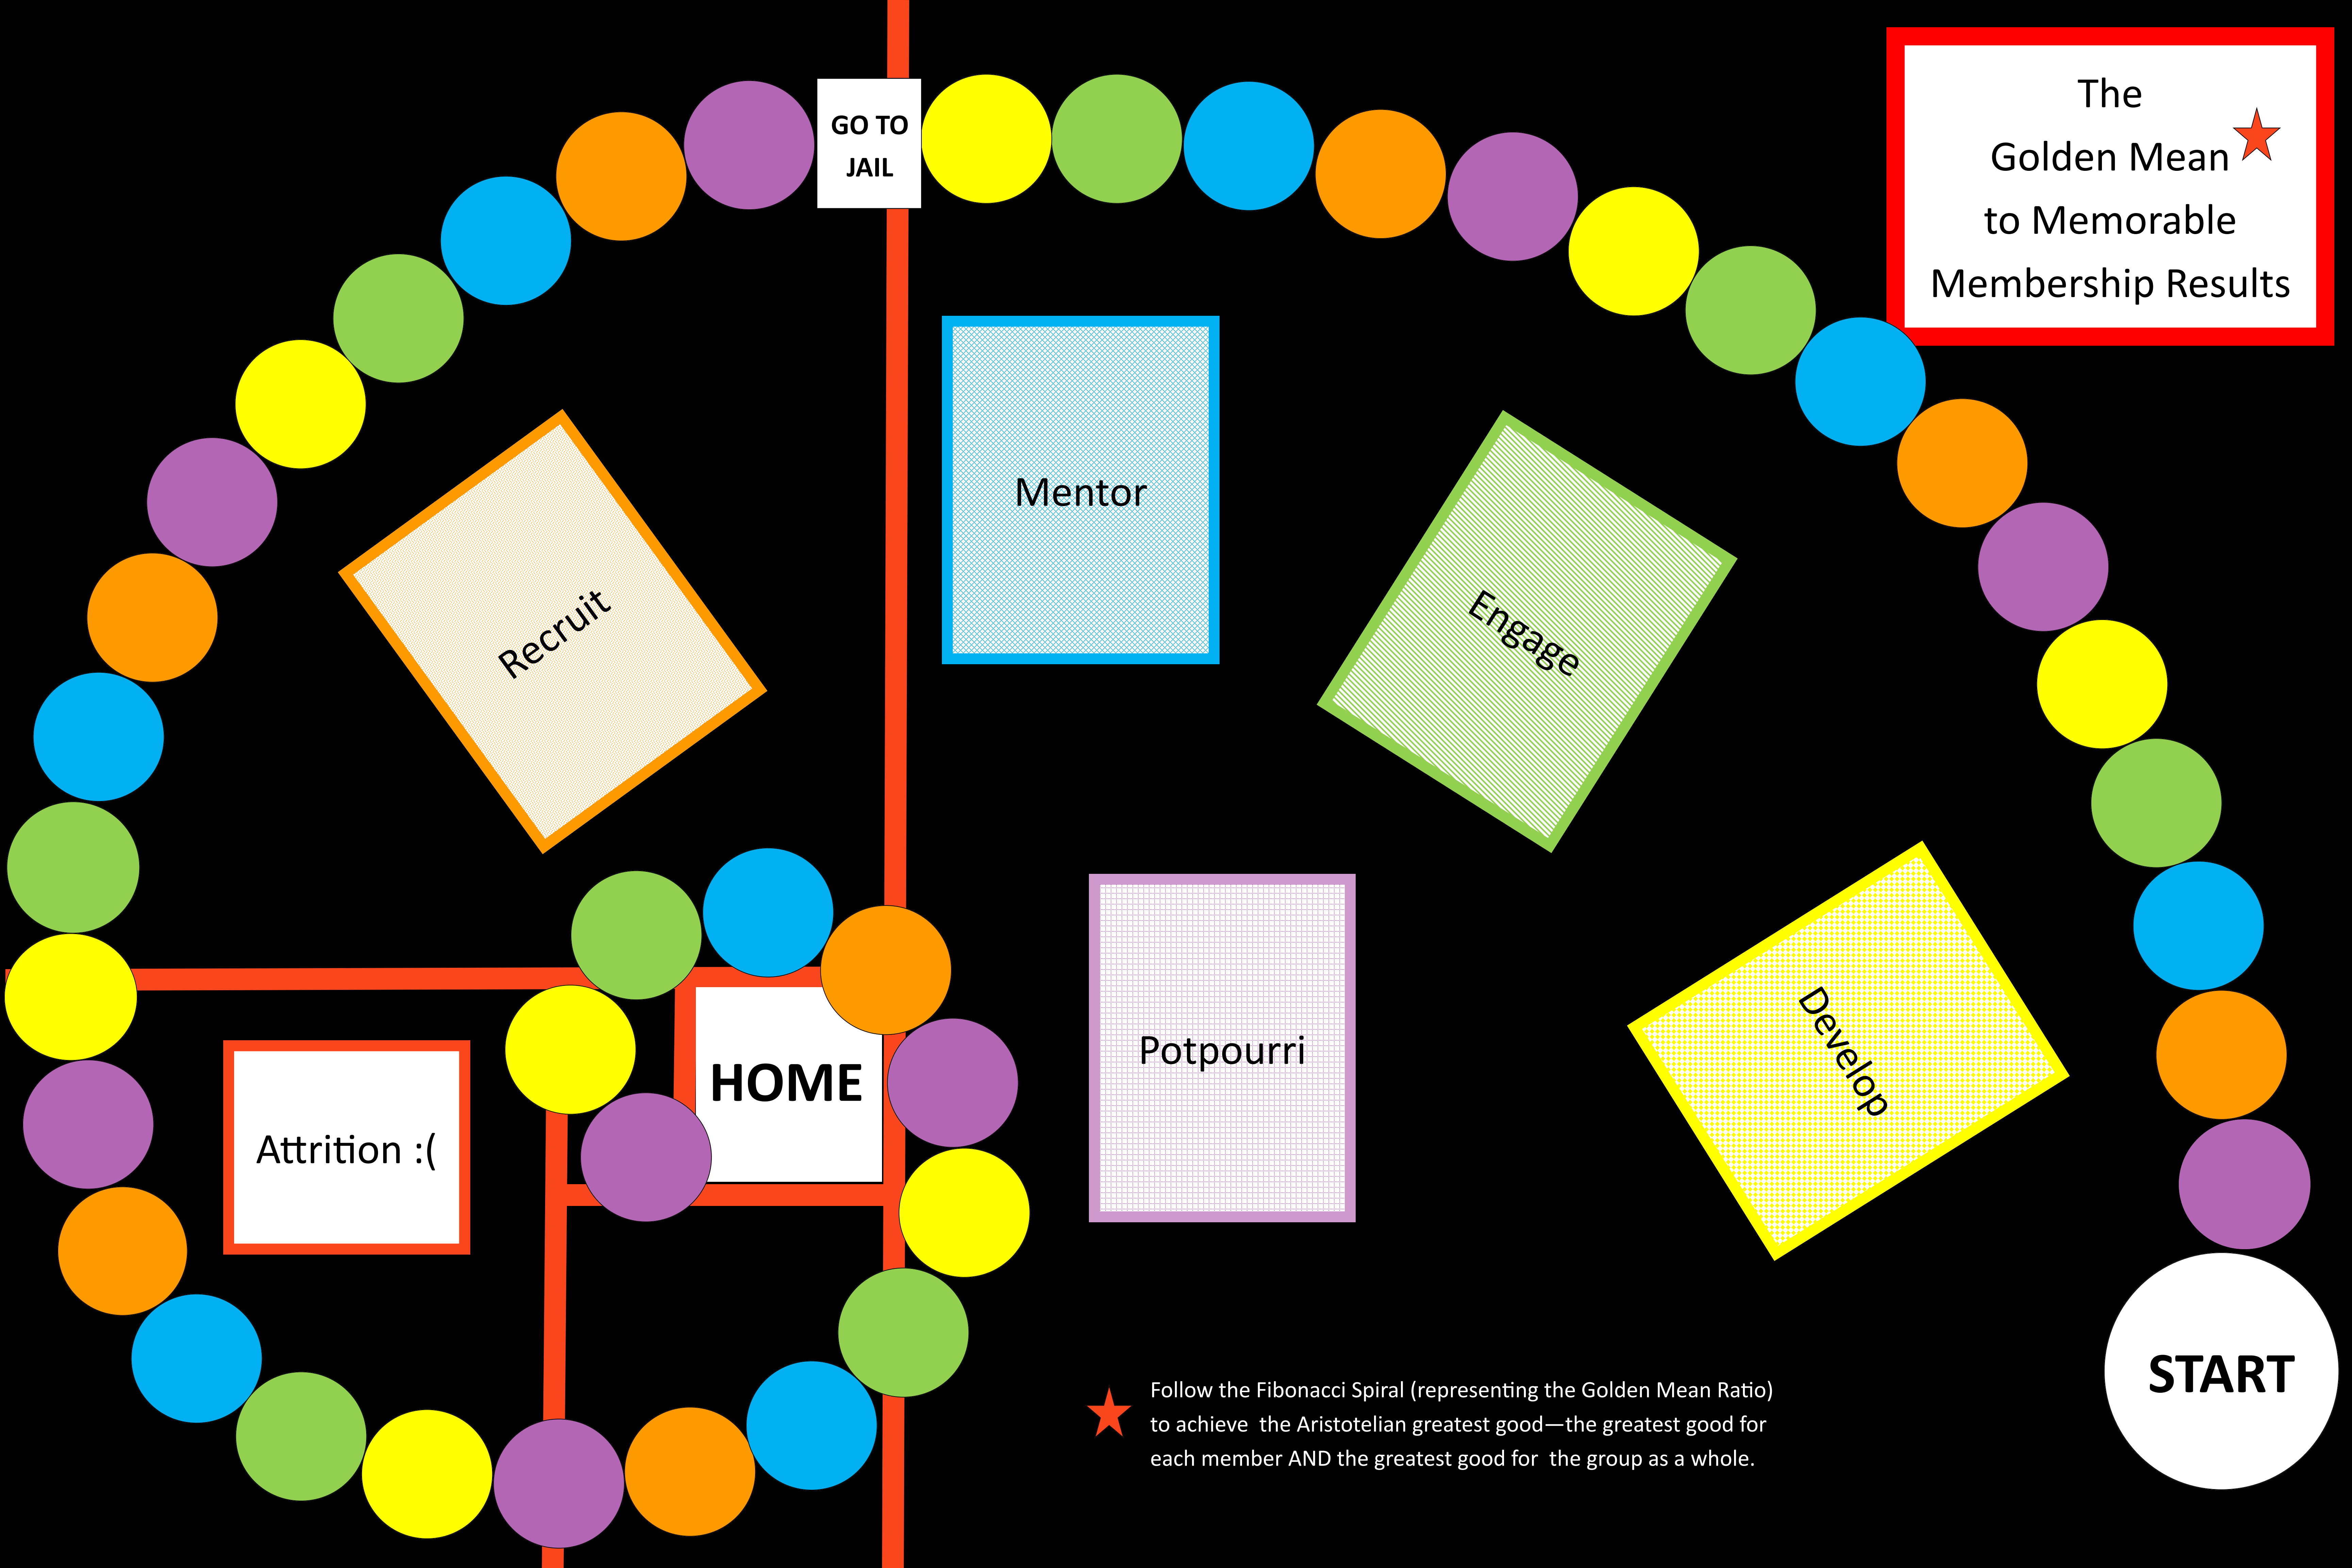 GO TO
JAIL
The
Golden Mean
to Memorable
Membership Results
Mentor
Recruit
Engage
Potpourri
Develop
HOME
Attrition :(
START
Follow the Fibonacci Spiral (representing the Golden Mean Ratio)
to achieve  the Aristotelian greatest good—the greatest good for
each member AND the greatest good for  the group as a whole.